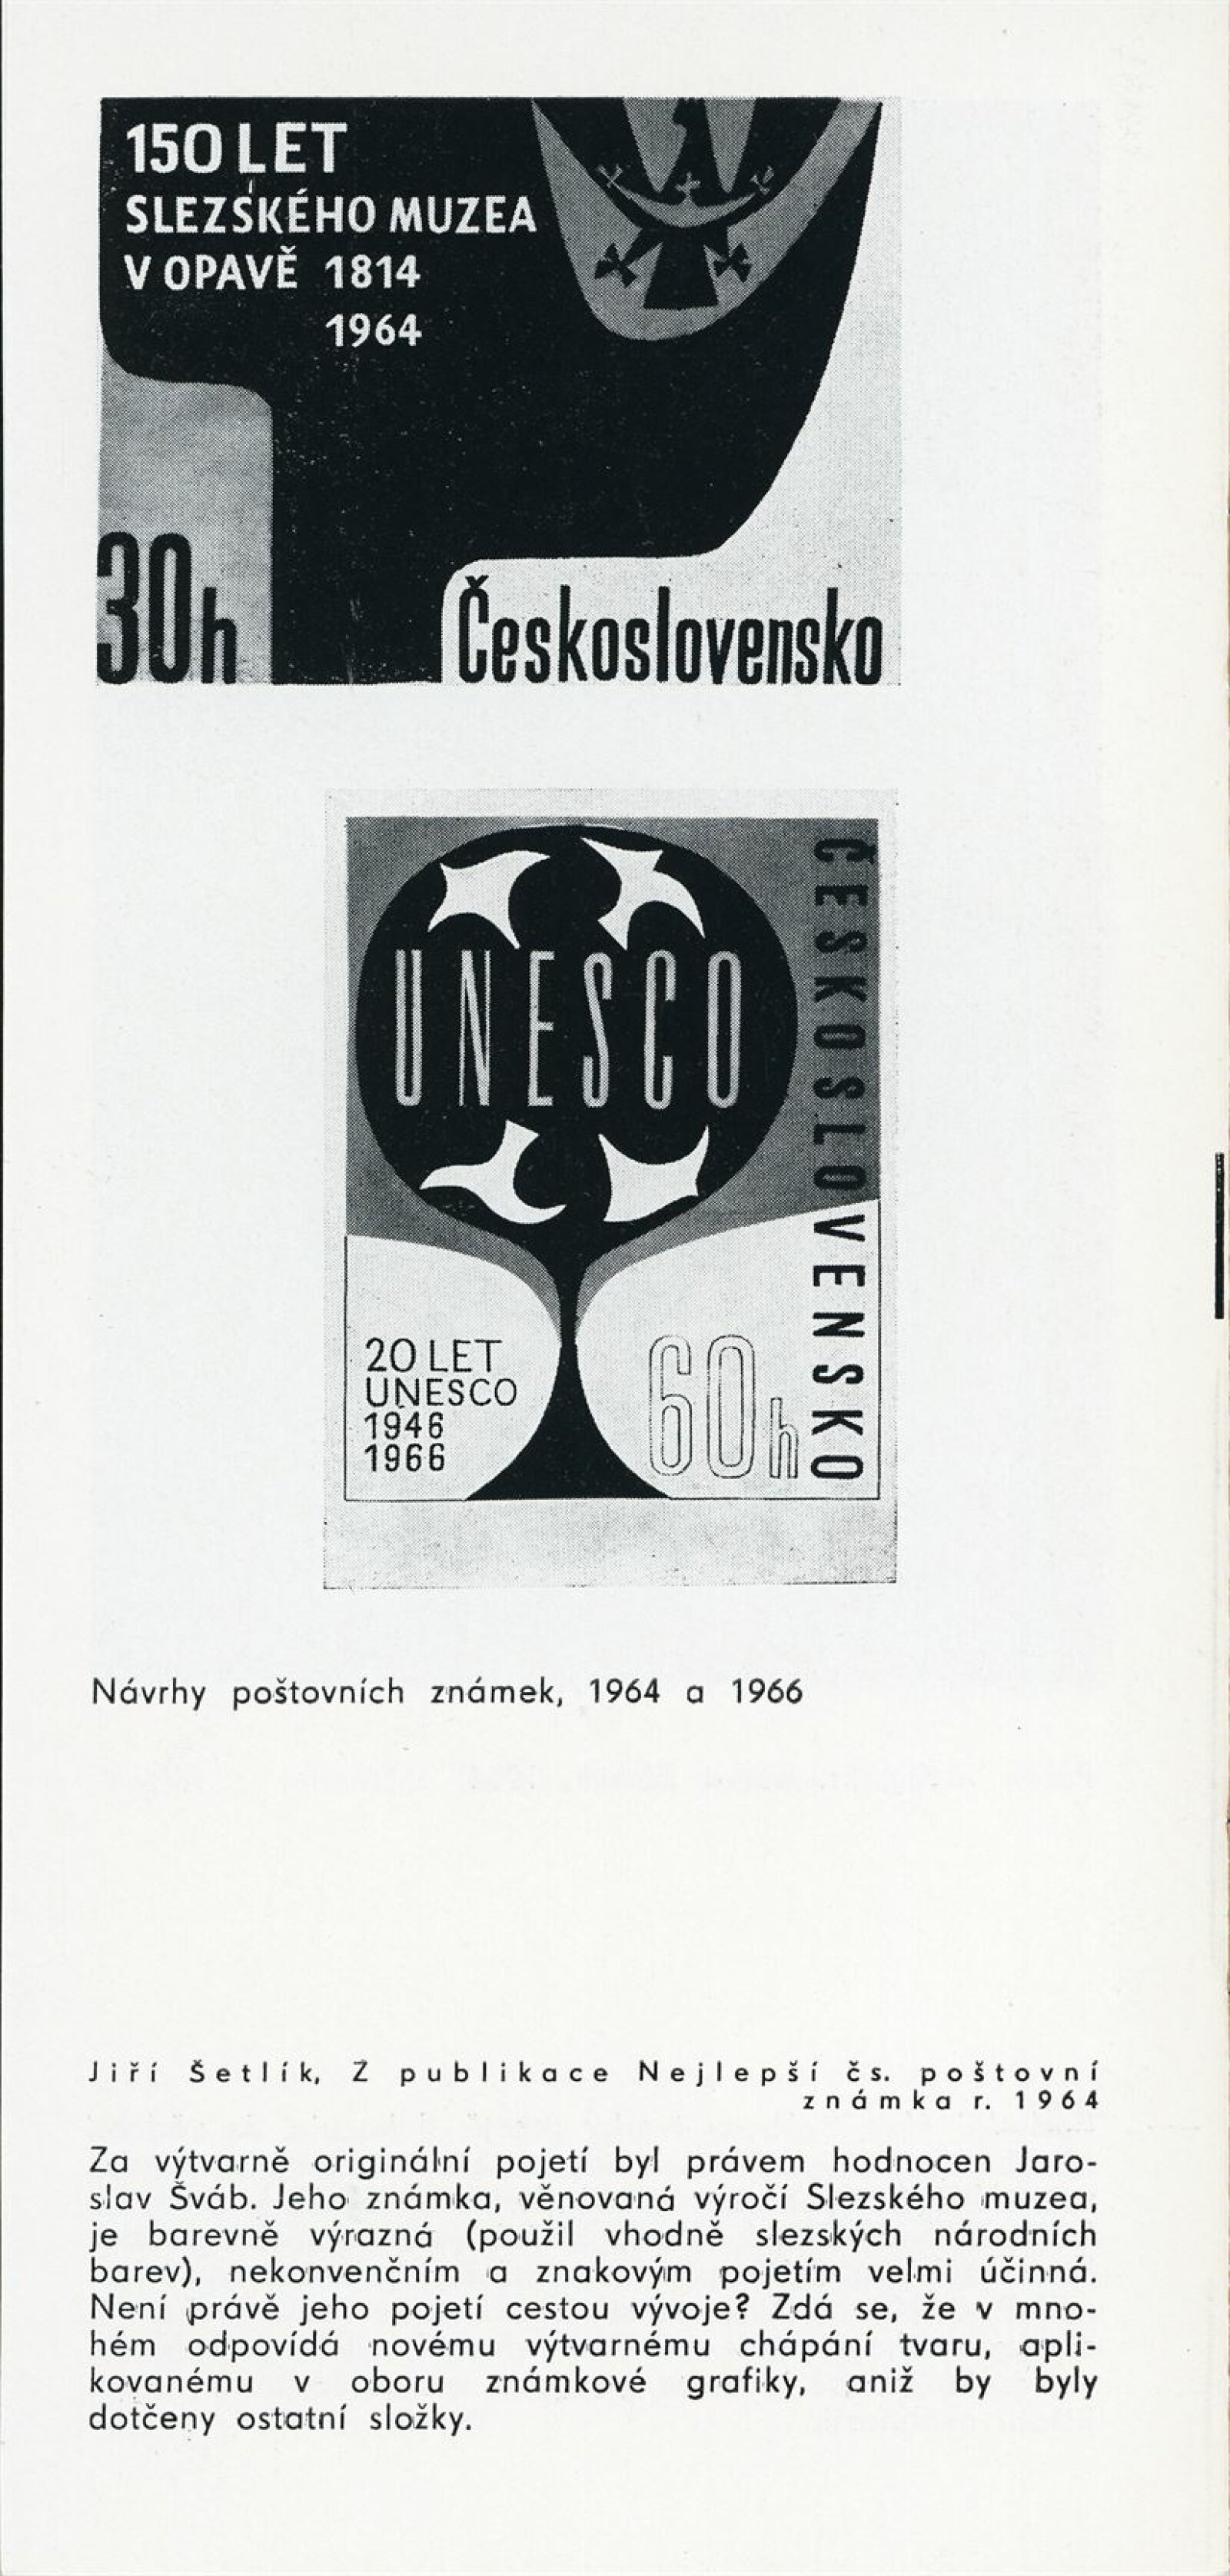 150 LET
SLEZSKÉHO MUZEA
V OPAVĚ 1814
1964
30h
Československo
UNESCO
ČESKOSLOVENSKO
20 LET
UNESCO
1946
1966
60h
Návrhy poštovních známek, 1964 a 1966
Jiří Šetlík, Z publikace Nejlepší čs. poštovní
známka r. 1964
Za výtvarně originální pojetí byl právem hodnocen Jaro-
slav Šváb. Jeho známka, věnovaná výročí Slezského muzea,
je barevně výrazná (použil vhodně slezských národních
barev), nekonvenčním a znakovým pojetím velmi účinná.
Není právě jeho pojetí cestou vývoje? Zdá se, že v mno-
hém odpovídá novému výtvarnému chápání tvaru, apli-
kovanému v oboru známkové grafiky, aniž by byly
dotčeny ostatní složky.